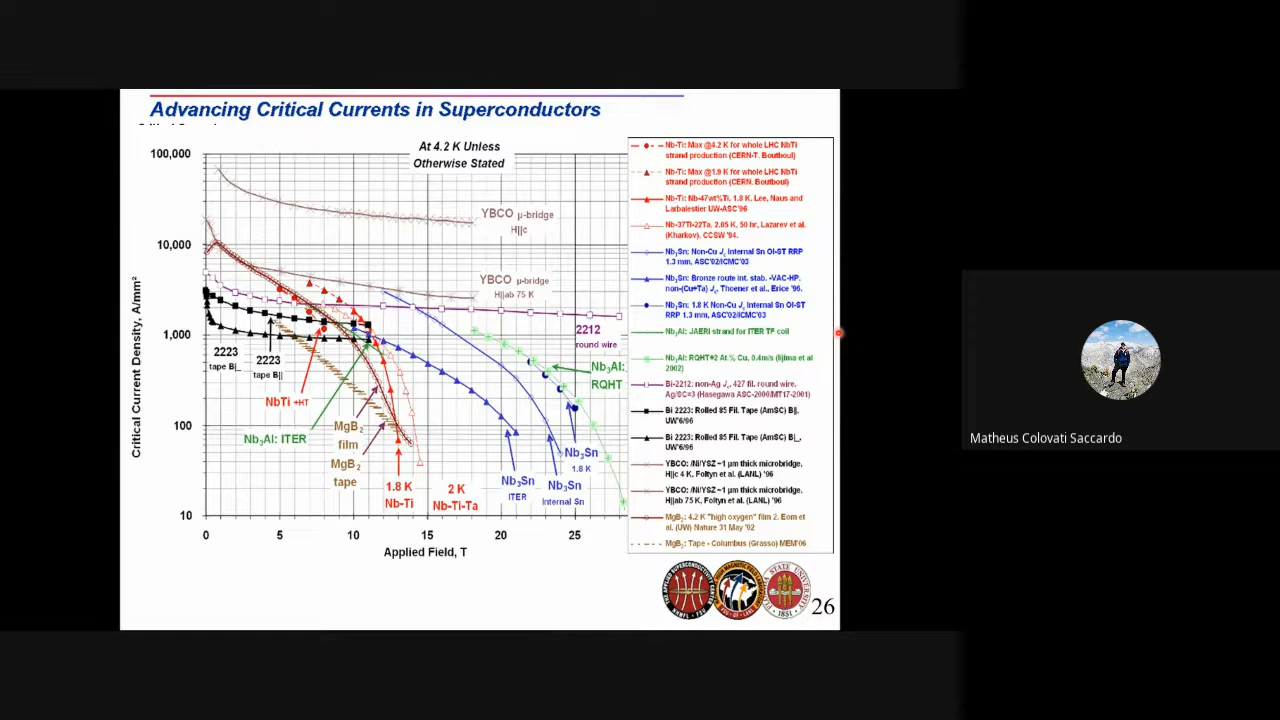 Advancing Critical Currents in Superconductors
At 4.2 K Unless
Otherwise Stated
100,000
10,000
1,000
100
10
Critical Current Density, A/mm²
0
5
10
15
20
25
Applied Field, T
YBCO μ-bridge
H||c
YBCO μ-bridge
H||ab 75 K
2212
round wire
2223
tape B|_
2223
tape B||
NbTi +HT
Nb₃Al: ITER
MgB₂
film
MgB₂
tape
1.8 K
Nb-Ti
2 K
Nb-Ti-Ta
Nb₃Sn
ITER
Nb₃Sn
Internal Sn
Nb₃Sn
1.8 K
Nb₃Al:
RQHT
Nb-Ti: Max @4.2 K for whole LHC NbTi
strand production (CERN-T. Boutboul)
Nb-Ti: Max @1.9 K for whole LHC NbTi
strand production (CERN, Boutboul)
Nb-Ti: Nb-47wt%Ti, 1.8 K, Lee, Naus and
Larbalestier UW-ASC'96
Nb-37Ti-22Ta, 2.05 K, 50 hr, Lazarev et al.
(Kharkov), CCSW '94.
Nb₃Sn: Non-Cu Jc Internal Sn OI-ST RRP
1.3 mm, ASC'02/ICMC'03
Nb₃Sn: Bronze route int. stab. -VAC-HP,
non-(Cu+Ta) Jc, Thoener et al., Erice '96.
Nb₃Sn: 1.8 K Non-Cu Jc Internal Sn OI-ST
RRP 1.3 mm, ASC'02/ICMC'03
Nb₃Al: JAERI strand for ITER TF coil
Nb₃Al: RQHT+2 At.% Cu, 0.4m/s (Iijima et al
2002)
Bi-2212: non-Ag Jc, 427 fil. round wire,
Ag/SC=3 (Hasegawa ASC-2000/MT17-2001)
Bi 2223: Rolled 85 Fil. Tape (AmSC) B||,
UW'6/96
Bi 2223: Rolled 85 Fil. Tape (AmSC) B|_,
UW'6/96
YBCO: /Ni/YSZ ~1 μm thick microbridge,
H||c 4 K, Foltyn et al. (LANL) '96
YBCO: /Ni/YSZ ~1 μm thick microbridge,
H||ab 75 K, Foltyn et al. (LANL) '96
MgB₂: 4.2 K "high oxygen" film 2, Eom et
al. (UW) Nature 31 May '02
MgB₂: Tape - Columbus (Grasso) MEM'06
26
Matheus Colovati Saccardo